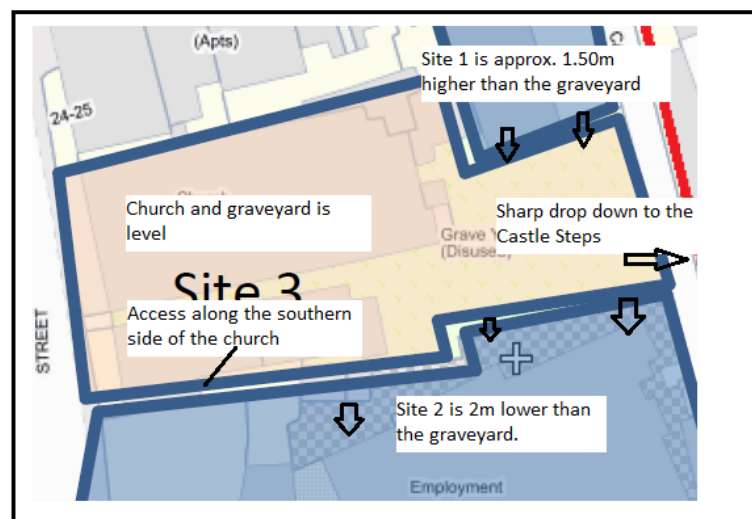 (Apts)
Site 1 is approx. 1.50m
higher than the graveyard
24-25
Church and graveyard is
level
Sharp drop down to the
Castle Steps
Grave Y
(Disused)
Site 3
Access along the southern
side of the church
STREET
Site 2 is 2m lower than
the graveyard.
Employment